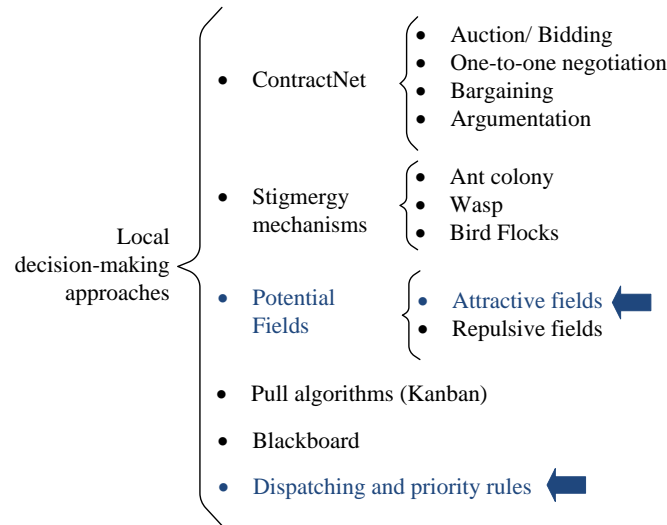 Local
decision-making
approaches
• ContractNet
• Auction/ Bidding
• One-to-one negotiation
• Bargaining
• Argumentation
• Stigmergy
mechanisms
• Ant colony
• Wasp
• Bird Flocks
• Potential
Fields
• Attractive fields
• Repulsive fields
• Pull algorithms (Kanban)
• Blackboard
• Dispatching and priority rules